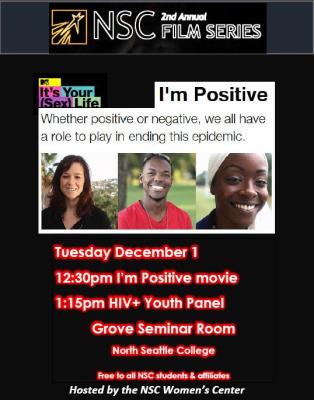 NSC 2nd Annual
FILM SERIES
MTV
It's Your
(Sex) Life
I'm Positive
Whether positive or negative, we all have
a role to play in ending this epidemic.
Tuesday December 1
12:30pm I'm Positive movie
1:15pm HIV+ Youth Panel
Grove Seminar Room
North Seattle College
Free to all NSC students & affiliates
Hosted by the NSC Women's Center